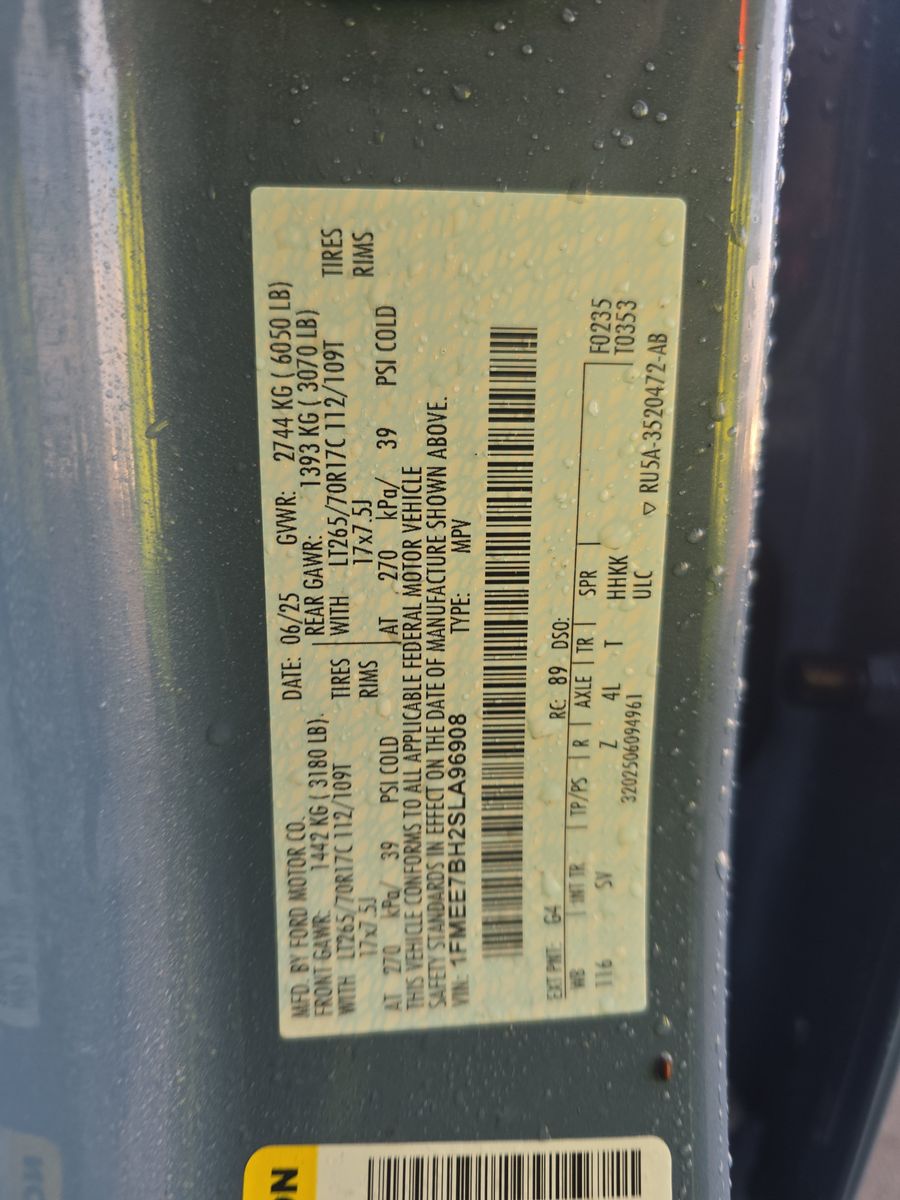 MFD. BY FORD MOTOR CO. DATE: 06/25 GVWR: 2744 KG ( 6050 LB)
FRONT GAWR: 1442 KG ( 3180 LB). REAR GAWR: 1393 KG ( 3070 LB)
WITH LT265/70R17C 112/109T TIRES WITH LT265/70R17C 112/109T TIRES
17x7.5J RIMS 17x7.5J RIMS
AT 270 kPa/ 39 PSI COLD AT 270 kPa/ 39 PSI COLD
THIS VEHICLE CONFORMS TO ALL APPLICABLE FEDERAL MOTOR VEHICLE
SAFETY STANDARDS IN EFFECT ON THE DATE OF MANUFACTURE SHOWN ABOVE.
VIN: 1FMEE7BH2SLA96908 TYPE: MPV
EXT PNT: G4 RC: 89 DSO: F0235
WB INT TR TP/PS R AXLE TR SPR T0353
116 SV Z 4L T HHKK
3202506094961 ULC ▽ RU5A-3520472-AB